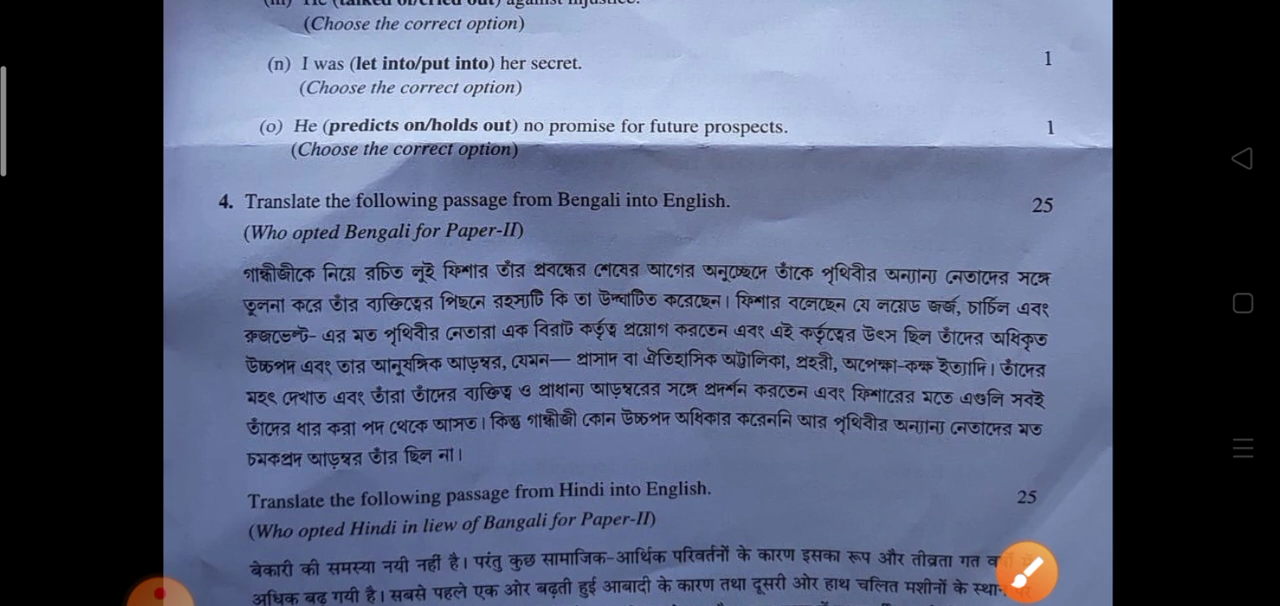 (m) He (talked of/cried out) against injustice.
(Choose the correct option)
(n) I was (let into/put into) her secret. 1
(Choose the correct option)
(o) He (predicts on/holds out) no promise for future prospects. 1
(Choose the correct option)
4. Translate the following passage from Bengali into English. 25
(Who opted Bengali for Paper-II)
গান্ধীজীকে নিয়ে রচিত লুই ফিশার তাঁর প্রবন্ধের শেষের আগের অনুচ্ছেদে তাঁকে পৃথিবীর অন্যান্য নেতাদের সঙ্গে
তুলনা করে তাঁর ব্যক্তিত্বের পিছনে রহস্যটি কি তা উদ্ঘাটিত করেছেন। ফিশার বলেছেন যে লয়েড জর্জ, চার্চিল এবং
রুজভেল্ট- এর মত পৃথিবীর নেতারা এক বিরাট কর্তৃত্ব প্রয়োগ করতেন এবং এই কর্তৃত্বের উৎস ছিল তাঁদের অধিকৃত
উচ্চপদ এবং তার আনুষঙ্গিক আড়ম্বর, যেমন— প্রাসাদ বা ঐতিহাসিক অট্টালিকা, প্রহরী, অপেক্ষা-কক্ষ ইত্যাদি। তাঁদের
মহৎ দেখাত এবং তাঁরা তাঁদের ব্যক্তিত্ব ও প্রাধান্য আড়ম্বরের সঙ্গে প্রদর্শন করতেন এবং ফিশারের মতে এগুলি সবই
তাঁদের ধার করা পদ থেকে আসত। কিন্তু গান্ধীজী কোন উচ্চপদ অধিকার করেননি আর পৃথিবীর অন্যান্য নেতাদের মত
চমকপ্রদ আড়ম্বর তাঁর ছিল না।
Translate the following passage from Hindi into English. 25
(Who opted Hindi in liew of Bangali for Paper-II)
बेकारी की समस्या नयी नहीं है। परंतु कुछ सामाजिक-आर्थिक परिवर्तनों के कारण इसका रूप और तीव्रता गत
अधिक बढ़ गयी है। सबसे पहले एक ओर बढ़ती हुई आबादी के कारण तथा दूसरी ओर हाथ चलित मशीनों के